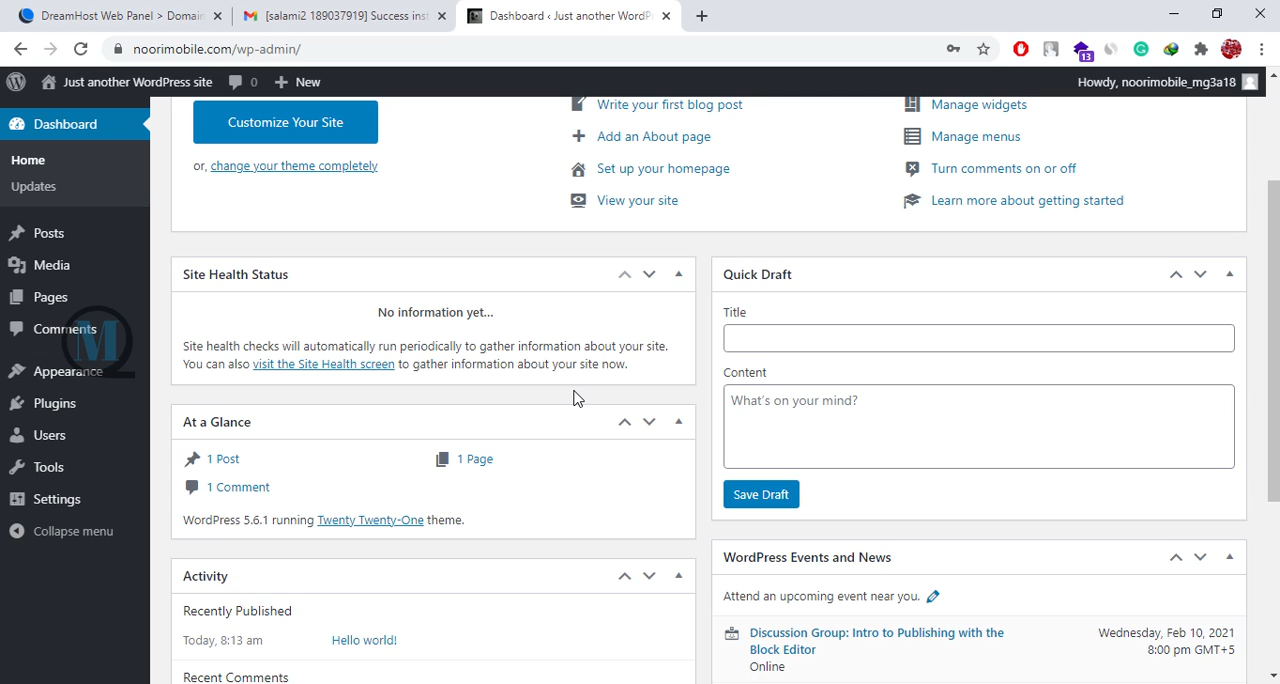 DreamHost Web Panel > Domain
[salami2 189037919] Success inst
Dashboard ‹ Just another WordP
noorimobile.com/wp-admin/
13
Just another WordPress site
0
New
Howdy, noorimobile_mg3a18
Dashboard
Home
Updates
Posts
Media
Pages
Comments
Appearance
Plugins
Users
Tools
Settings
Collapse menu
M
Customize Your Site
or, change your theme completely
Write your first blog post
Add an About page
Set up your homepage
View your site
Manage widgets
Manage menus
Turn comments on or off
Learn more about getting started
Site Health Status
No information yet...
Site health checks will automatically run periodically to gather information about your site.
You can also visit the Site Health screen to gather information about your site now.
At a Glance
1 Post
1 Page
1 Comment
WordPress 5.6.1 running Twenty Twenty-One theme.
Activity
Recently Published
Today, 8:13 am
Hello world!
Recent Comments
Quick Draft
Title
Content
What's on your mind?
Save Draft
WordPress Events and News
Attend an upcoming event near you.
Discussion Group: Intro to Publishing with the
Block Editor
Online
Wednesday, Feb 10, 2021
8:00 pm GMT+5